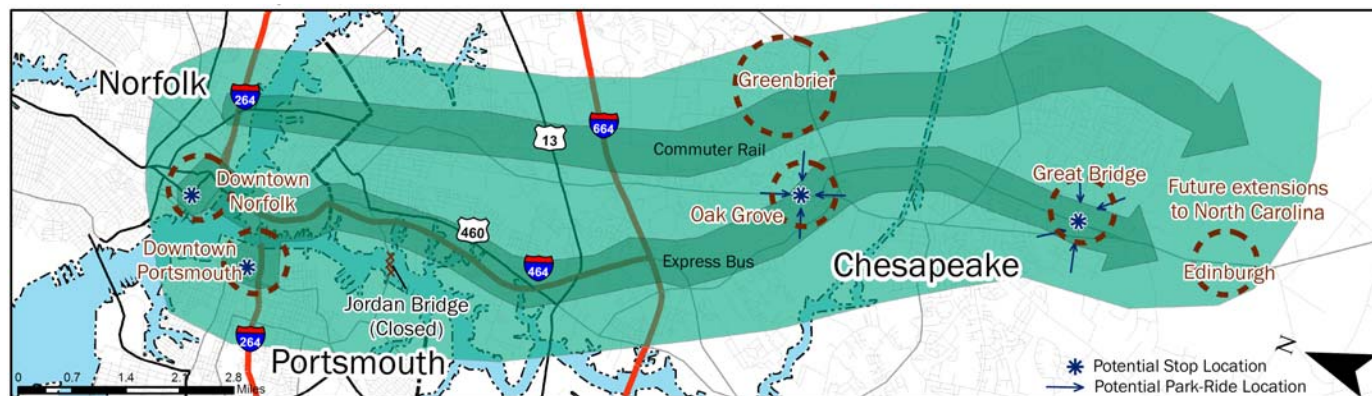 Norfolk
264
13
664
Greenbrier
Commuter Rail
Downtown
Norfolk
Great Bridge
Future extensions
to North Carolina
Oak Grove
460
Downtown
Portsmouth
464
Express Bus
Chesapeake
Edinburgh
Jordan Bridge
(Closed)
264
Portsmouth
N
0 0.7 1.4 2.1 2.8
Miles
Potential Stop Location
Potential Park-Ride Location